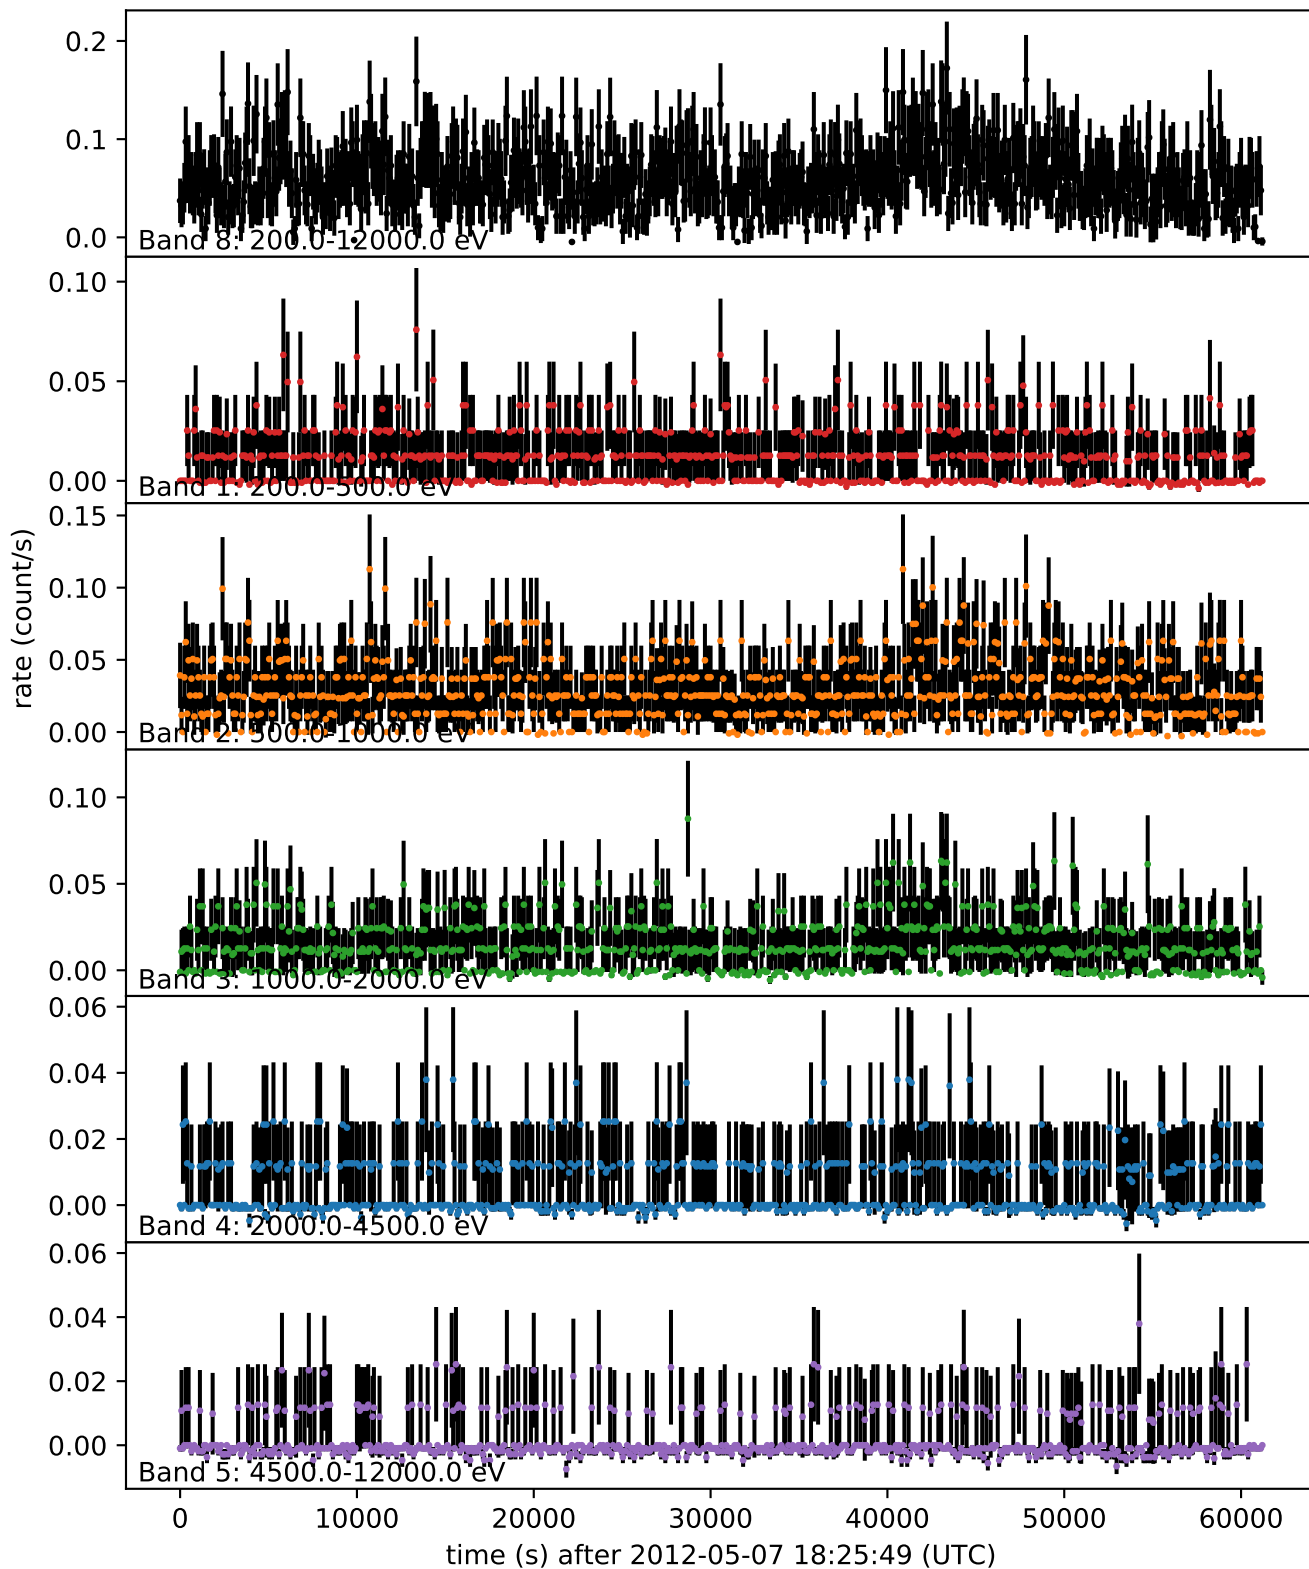 0.2
0.1
0.0
Band 8: 200.0-12000.0 eV
0.10
0.05
0.00
Band 1: 200.0-500.0 eV
0.15
0.10
0.05
0.00
Band 2: 500.0-1000.0 eV
rate (count/s)
0.10
0.05
0.00
Band 3: 1000.0-2000.0 eV
0.06
0.04
0.02
0.00
Band 4: 2000.0-4500.0 eV
0.06
0.04
0.02
0.00
Band 5: 4500.0-12000.0 eV
0 10000 20000 30000 40000 50000 60000
time (s) after 2012-05-07 18:25:49 (UTC)